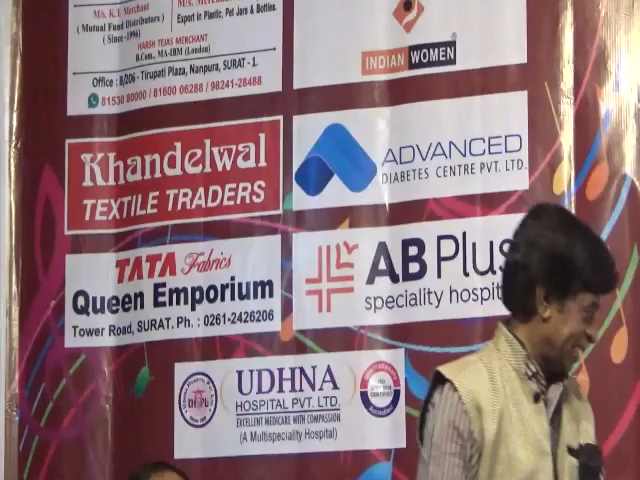 M/s. K. T. Merchant
( Mutual Fund Distributors )
( Since-1996)
Export in Plastic, Pet Jars & Bottles.
HARSH TEJAS MERCHANT
B.Com., MA-IBM (London)
Office : B,006 - Tirupati Plaza, Nanpura, SURAT - 1.
81530 80000 / 81600 06288 / 98241-28488
INDIAN WOMEN
Khandelwal
TEXTILE TRADERS
ADVANCED
DIABETES CENTRE PVT. LTD.
TATA Fabrics
Queen Emporium
Tower Road, SURAT. Ph. : 0261-2426206
AB Plus
speciality hospit
UDHNA
HOSPITAL PVT. LTD.
EXCELLENT MEDICARE WITH COMPASSION
(A Multispeciality Hospital)